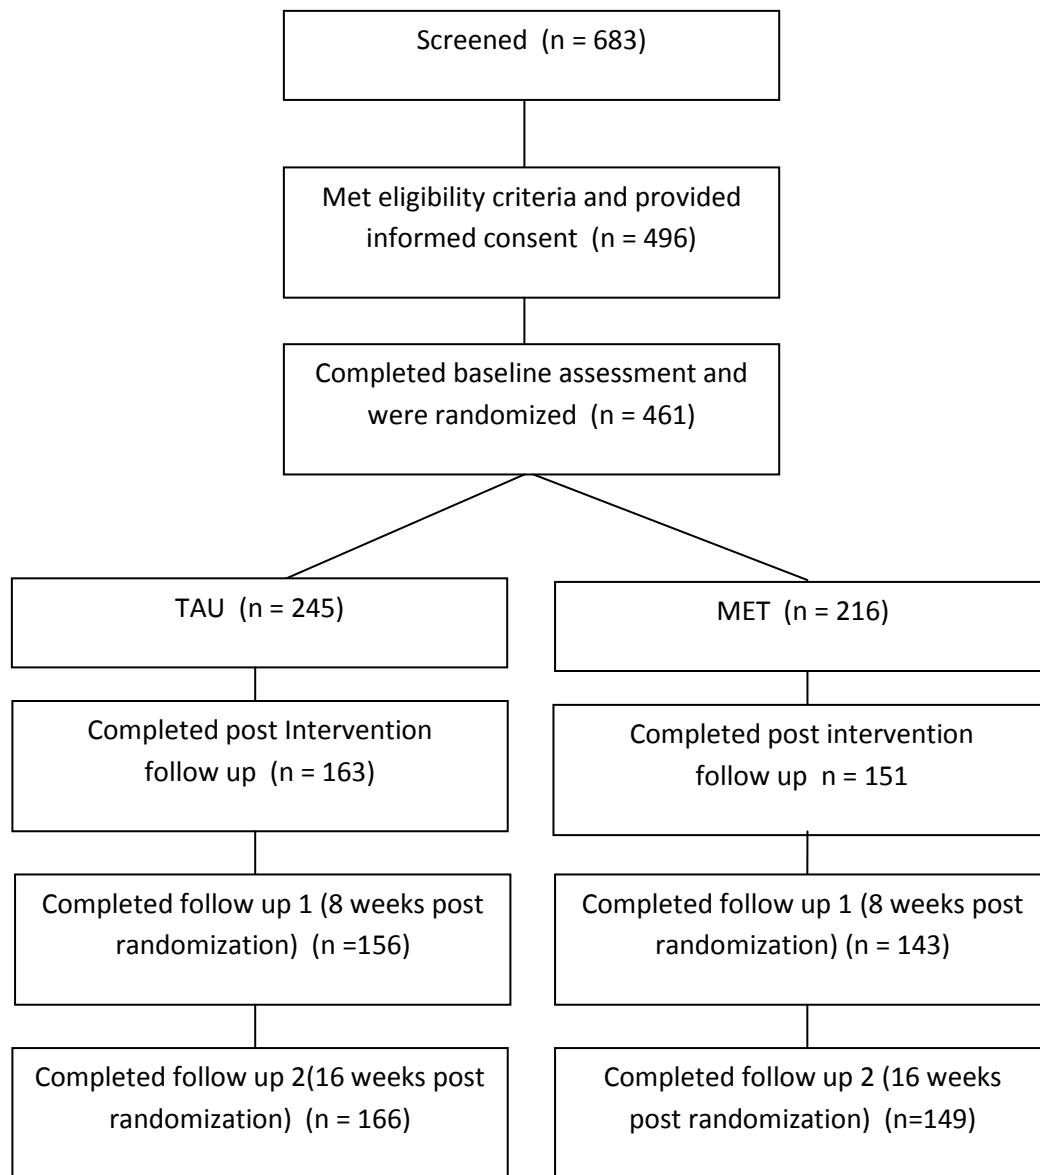 Screened  (n = 683)
Met eligibility criteria and provided
informed consent  (n = 496)
Completed baseline assessment and
were randomized  (n = 461)
TAU  (n = 245)
MET  (n = 216)
Completed post Intervention
follow up  (n = 163)
Completed post intervention
follow up  n = 151
Completed follow up 1 (8 weeks post
randomization)  (n =156)
Completed follow up 1 (8 weeks post
randomization) (n = 143)
Completed follow up 2(16 weeks post
randomization)  (n = 166)
Completed follow up 2 (16 weeks
post randomization)  (n=149)